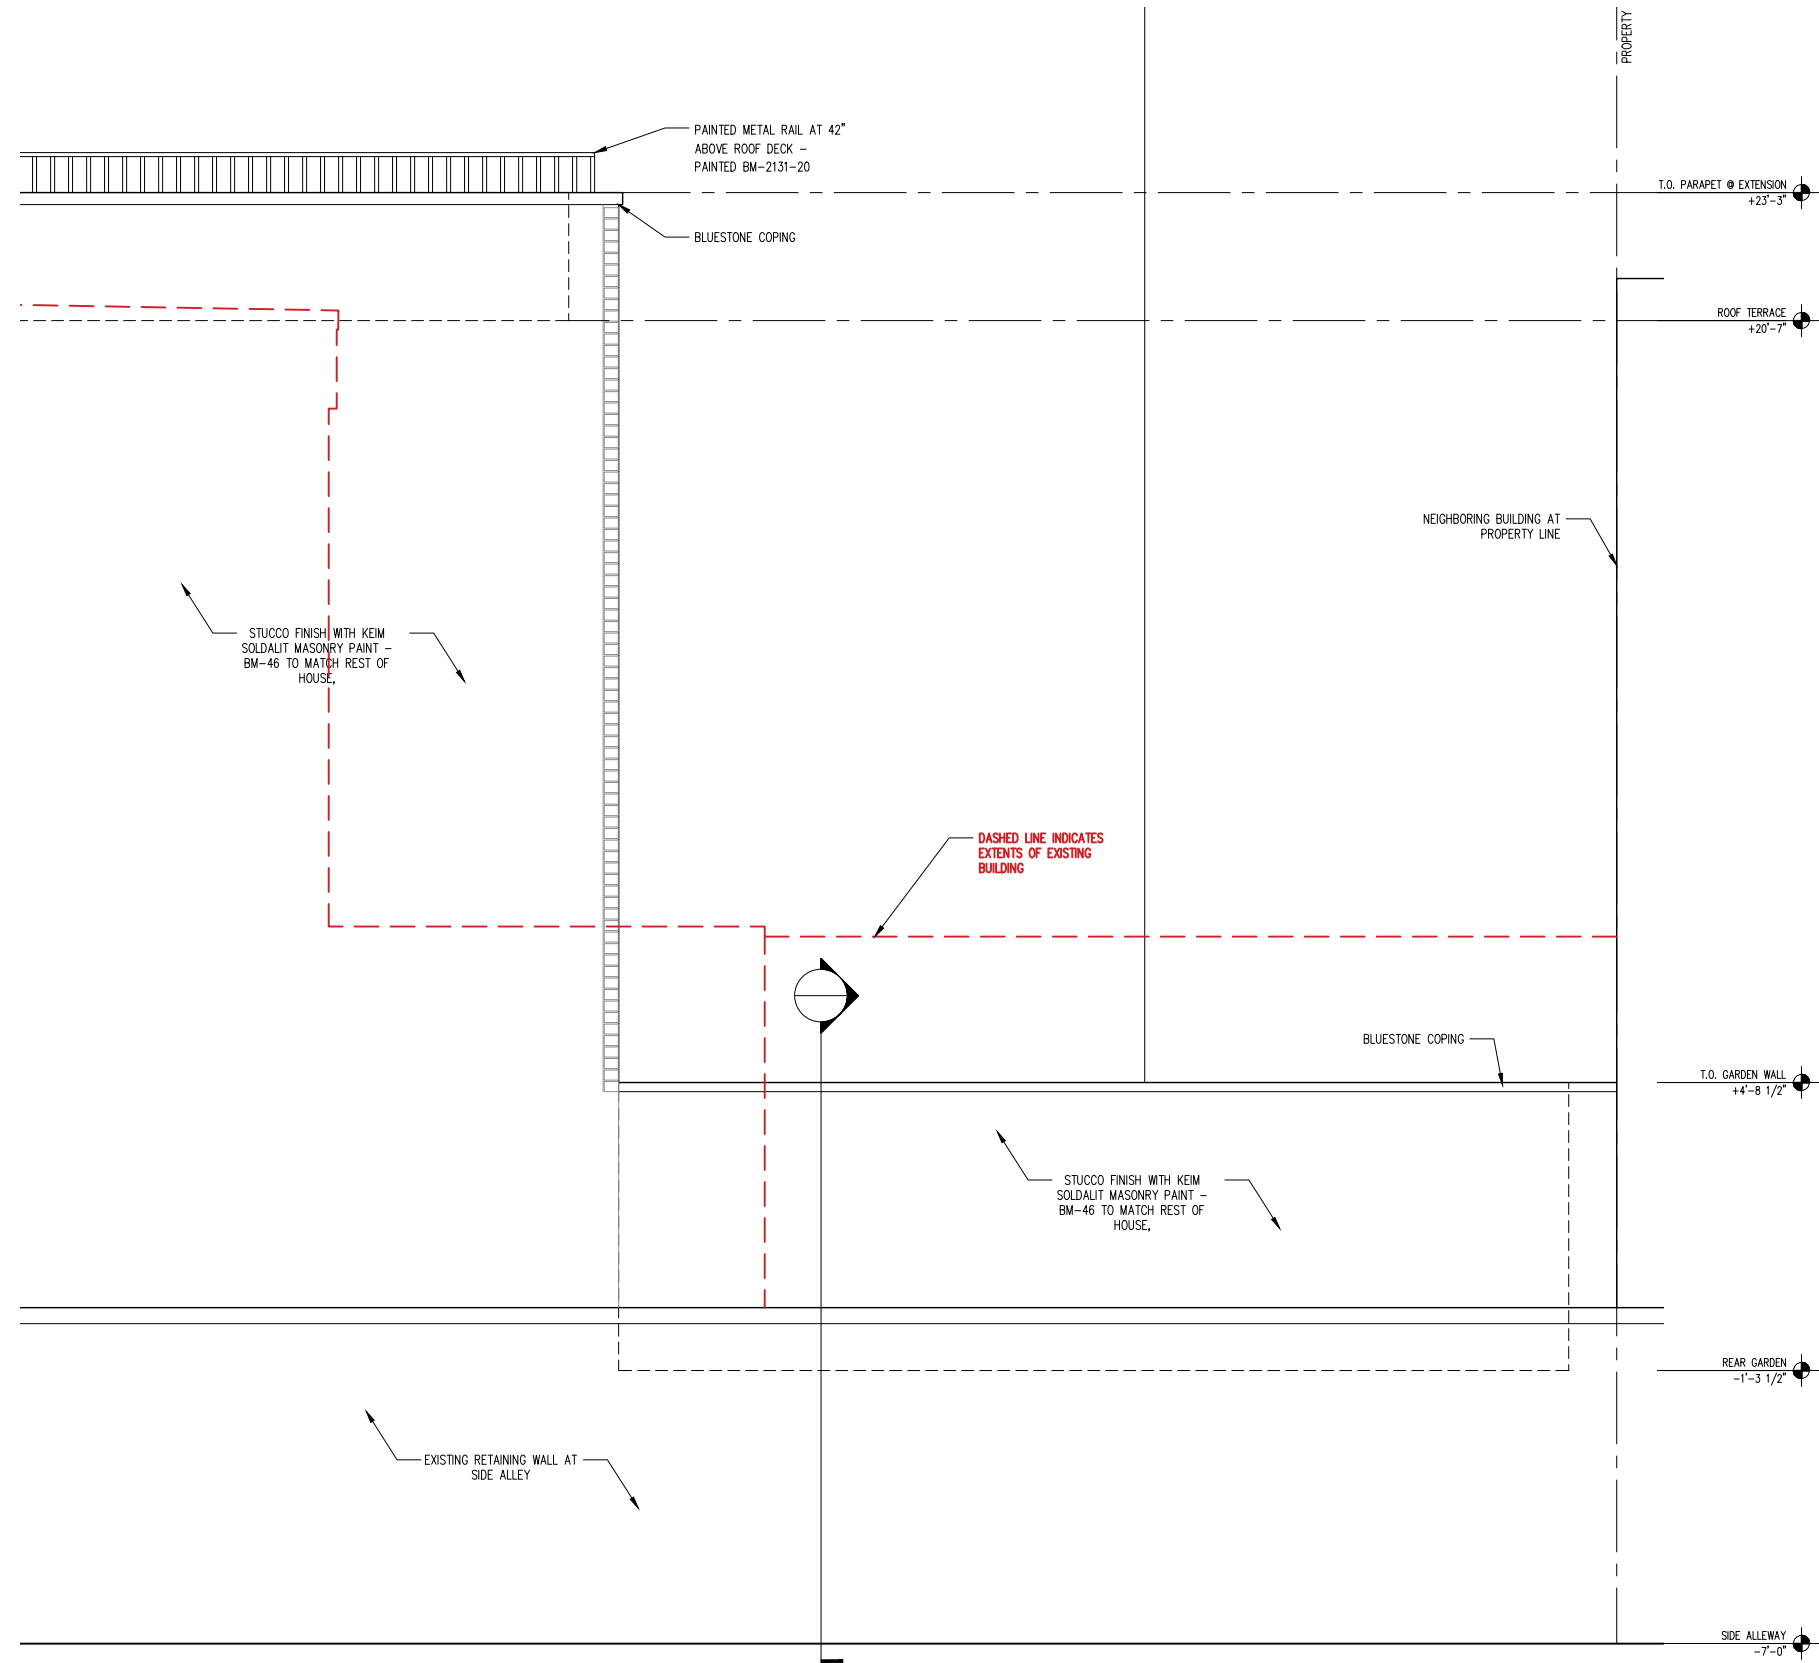 PROPERTY
PAINTED METAL RAIL AT 42"
ABOVE ROOF DECK –
PAINTED BM–2131–20
T.O. PARAPET @ EXTENSION
+23'–3"
BLUESTONE COPING
ROOF TERRACE
+20'–7"
NEIGHBORING BUILDING AT
PROPERTY LINE
STUCCO FINISH WITH KEIM
SOLDALIT MASONRY PAINT –
BM–46 TO MATCH REST OF
HOUSE,
DASHED LINE INDICATES
EXTENTS OF EXISTING
BUILDING
BLUESTONE COPING
T.O. GARDEN WALL
+4'–8 1/2"
STUCCO FINISH WITH KEIM
SOLDALIT MASONRY PAINT –
BM–46 TO MATCH REST OF
HOUSE,
REAR GARDEN
–1'–3 1/2"
EXISTING RETAINING WALL AT
SIDE ALLEY
SIDE ALLEWAY
–7'–0"